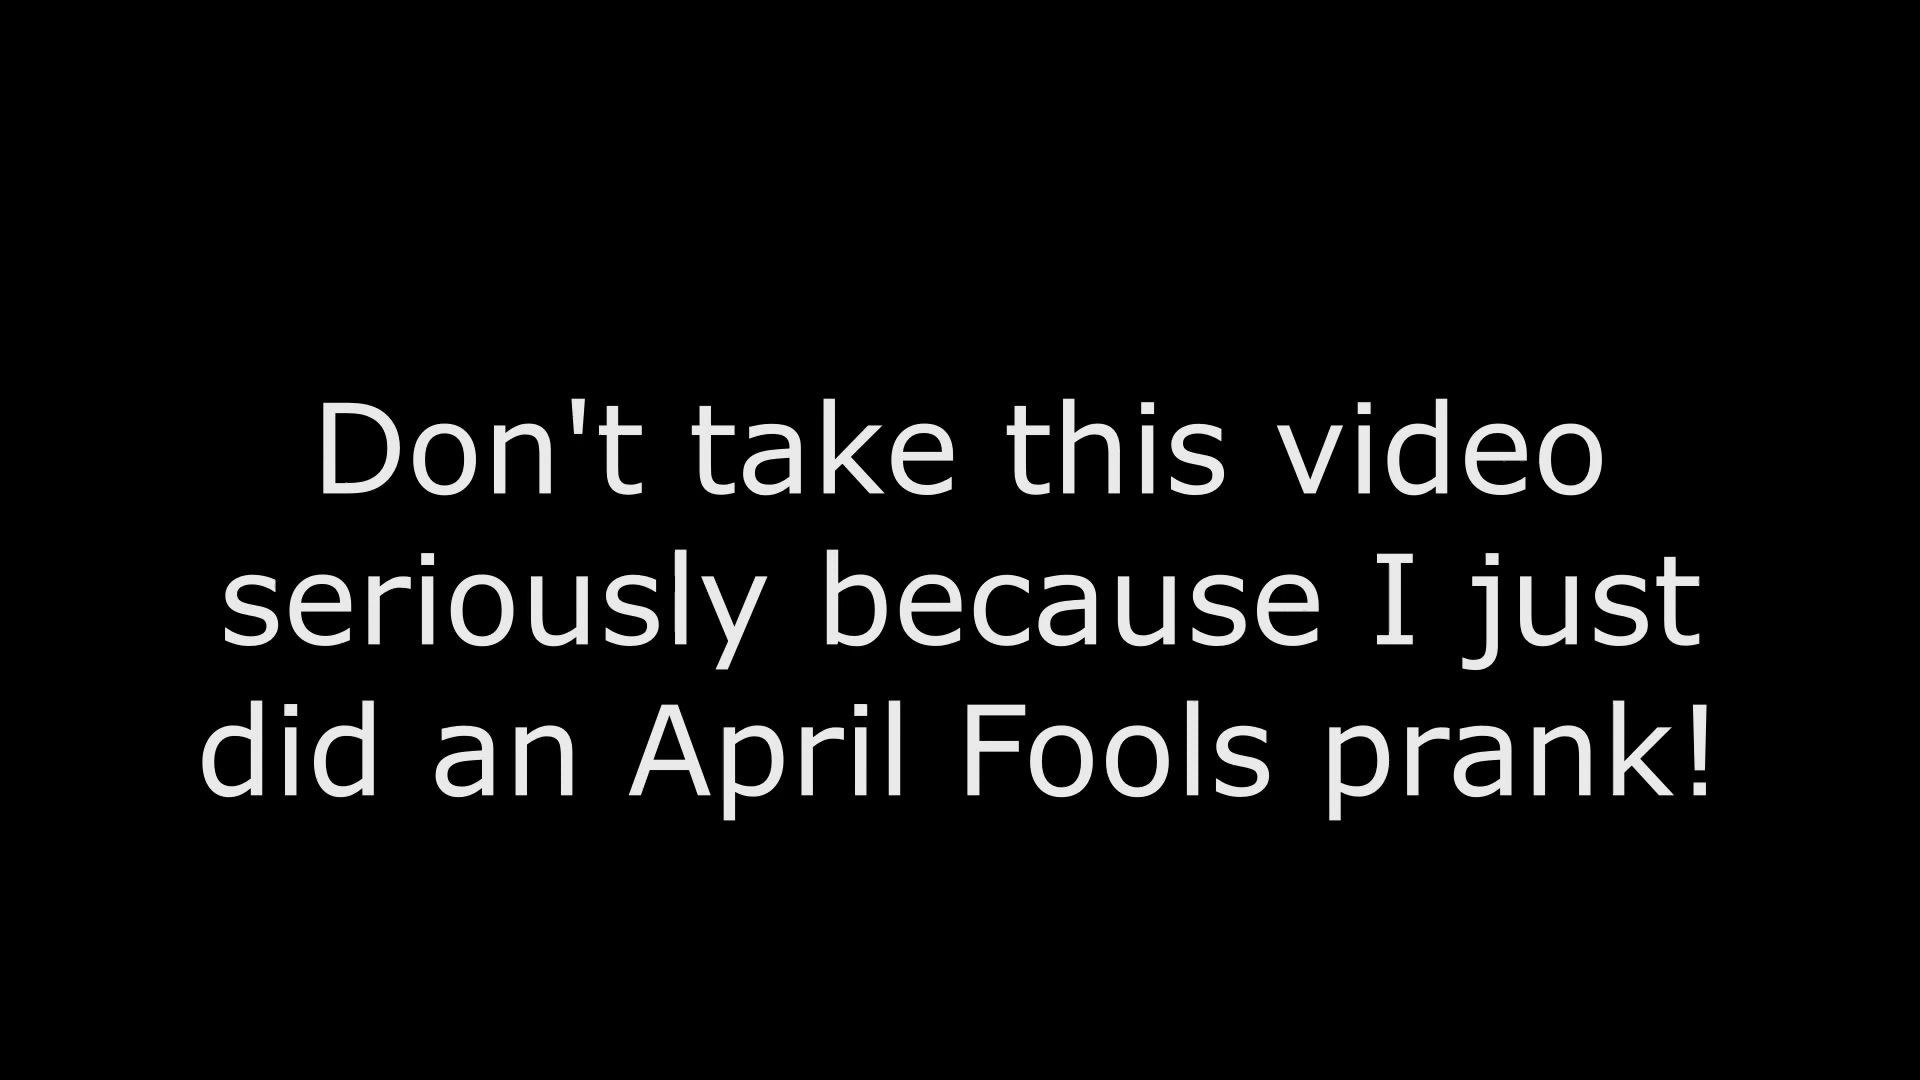 Don't take this video
seriously because I just
did an April Fools prank!